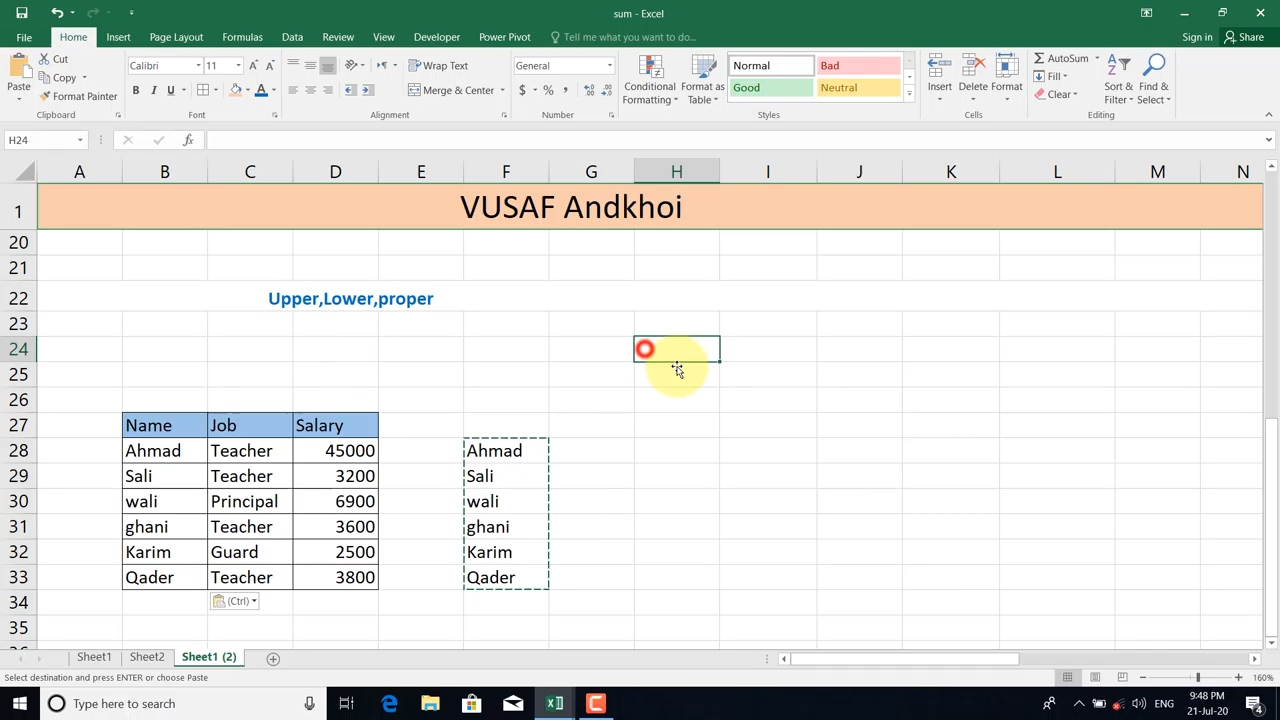 sum - Excel
File Home Insert Page Layout Formulas Data Review View Developer Power Pivot Tell me what you want to do... Sign in Share
Paste Cut Copy Format Painter Clipboard
Calibri 11 B I U A A A Font
Wrap Text Merge & Center Alignment
General $ % , Number
Conditional Formatting Format as Table Normal Bad Good Neutral Styles
Insert Delete Format Cells
AutoSum Fill Clear Sort & Filter Find & Select Editing
H24 fx
A B C D E F G H I J K L M N
1 VUSAF Andkhoi
20
21
22 Upper,Lower,proper
23
24
25
26
27 Name Job Salary
28 Ahmad Teacher 45000 Ahmad
29 Sali Teacher 3200 Sali
30 wali Principal 6900 wali
31 ghani Teacher 3600 ghani
32 Karim Guard 2500 Karim
33 Qader Teacher 3800 Qader
34 (Ctrl)
35
Sheet1 Sheet2 Sheet1 (2)
Select destination and press ENTER or choose Paste 160%
Type here to search ENG 9:48 PM 21-Jul-20 4